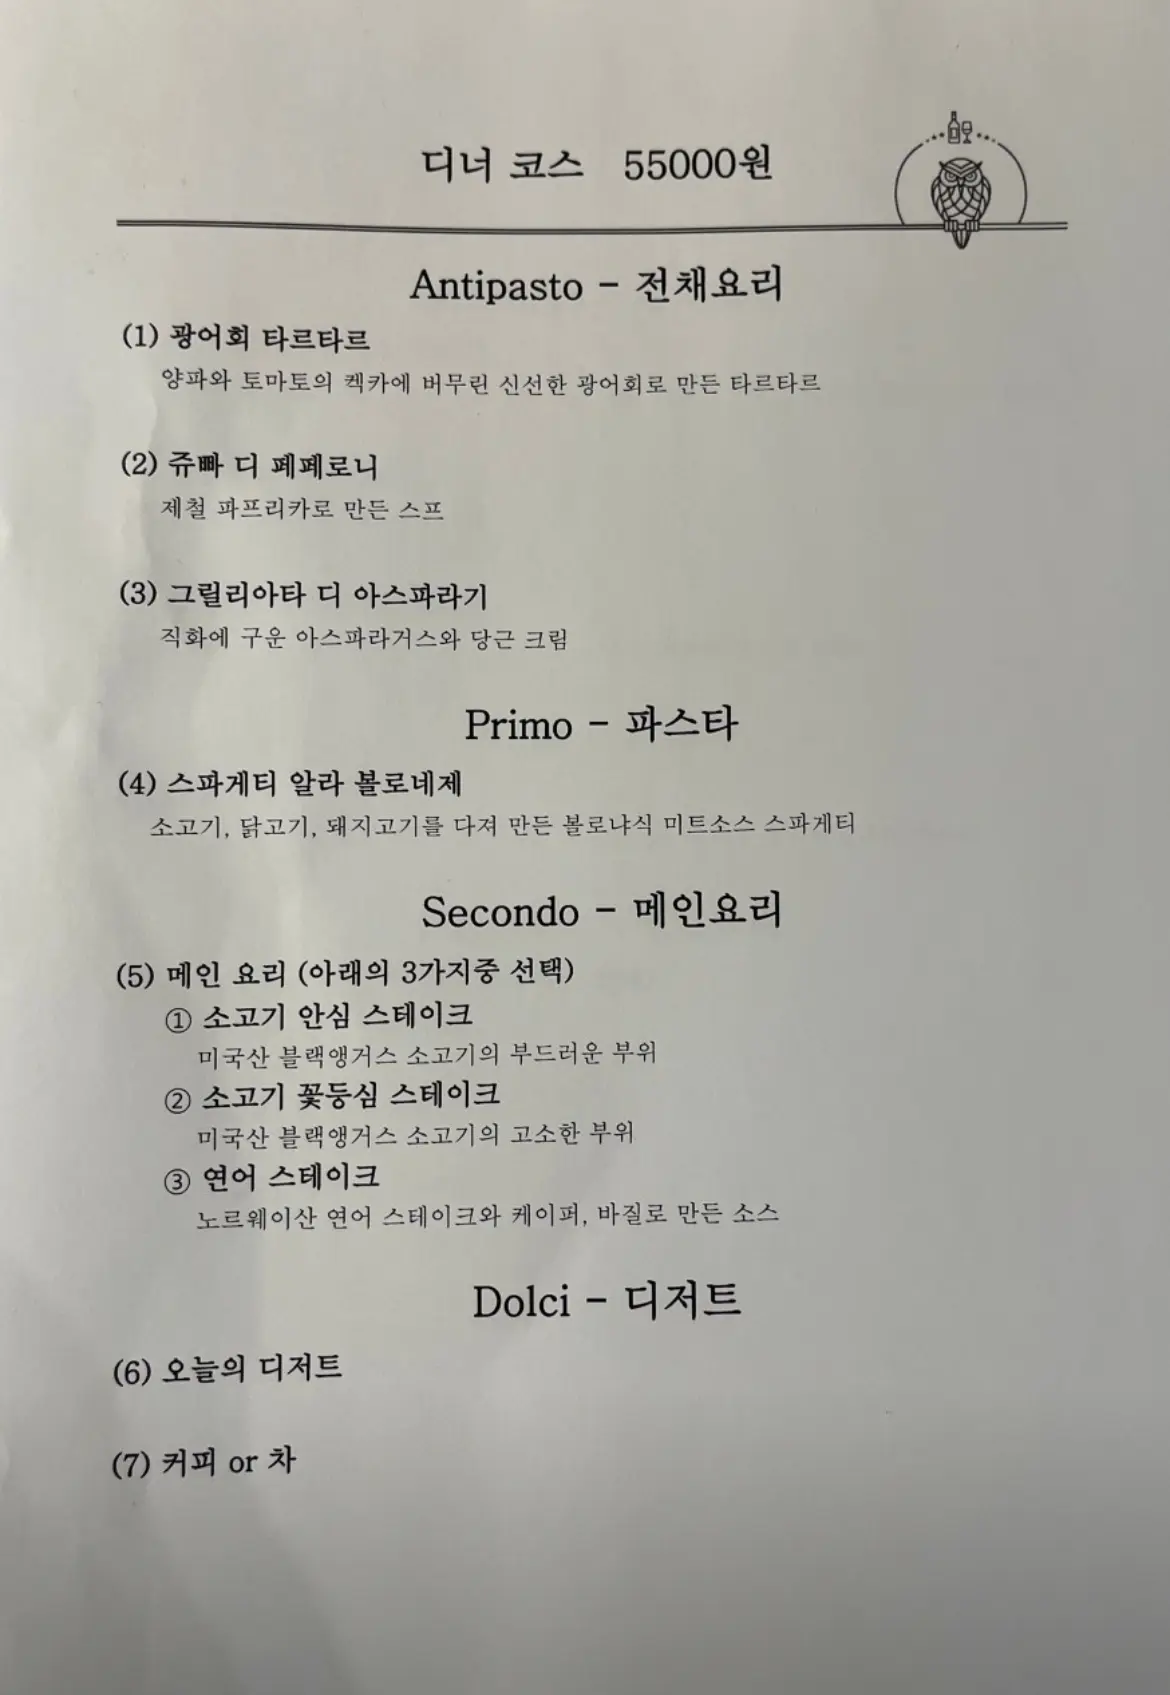 디너 코스 55000원
Antipasto - 전채요리
(1) 광어회 타르타르
양파와 토마토의 켁카에 버무린 신선한 광어회로 만든 타르타르
(2) 쥬빠 디 페페로니
제철 파프리카로 만든 스프
(3) 그릴리아타 디 아스파라기
직화에 구운 아스파라거스와 당근 크림
Primo - 파스타
(4) 스파게티 알라 볼로네제
소고기, 닭고기, 돼지고기를 다져 만든 볼로냐식 미트소스 스파게티
Secondo - 메인요리
(5) 메인 요리 (아래의 3가지중 선택)
① 소고기 안심 스테이크
미국산 블랙앵거스 소고기의 부드러운 부위
② 소고기 꽃등심 스테이크
미국산 블랙앵거스 소고기의 고소한 부위
③ 연어 스테이크
노르웨이산 연어 스테이크와 케이퍼, 바질로 만든 소스
Dolci - 디저트
(6) 오늘의 디저트
(7) 커피 or 차